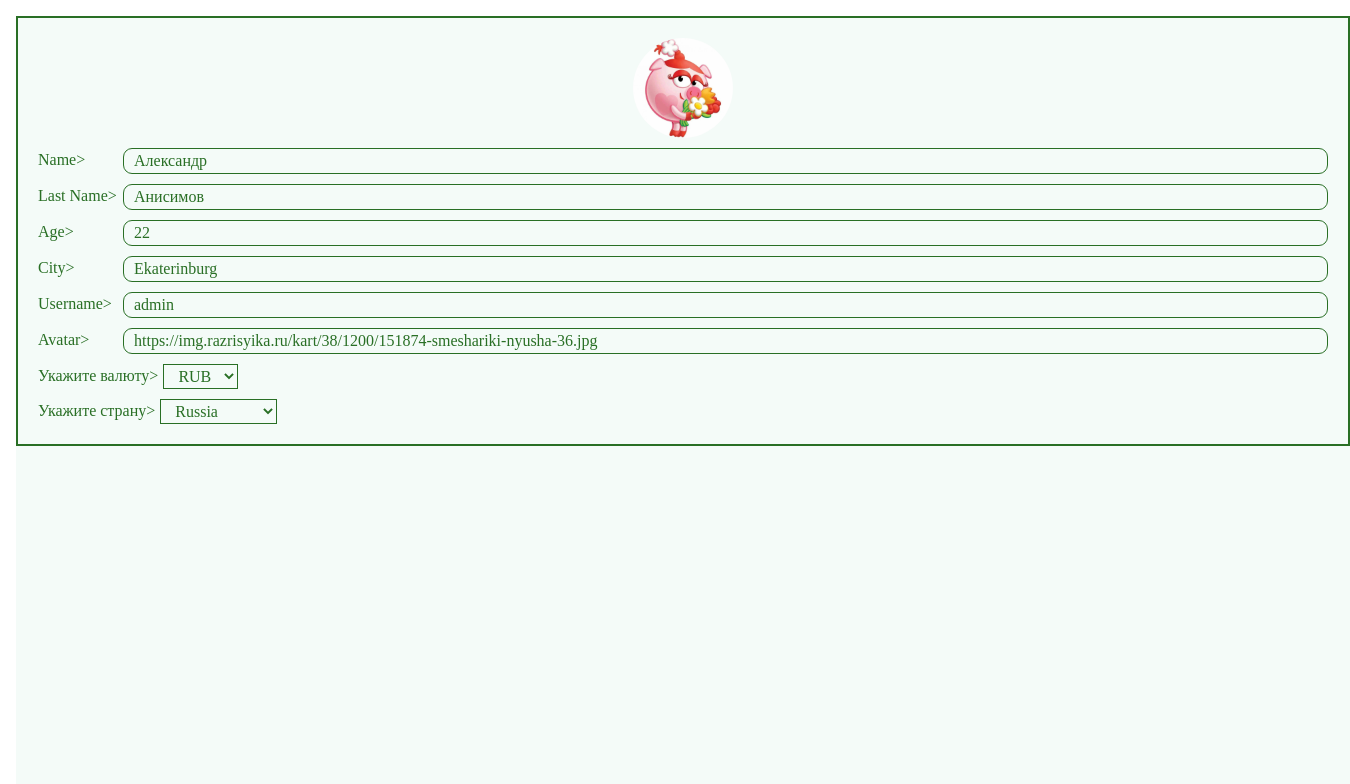 Name> Александр
Last Name> Анисимов
Age> 22
City> Ekaterinburg
Username> admin
Avatar> https://img.razrisyika.ru/kart/38/1200/151874-smeshariki-nyusha-36.jpg
Укажите валюту> RUB
Укажите страну> Russia